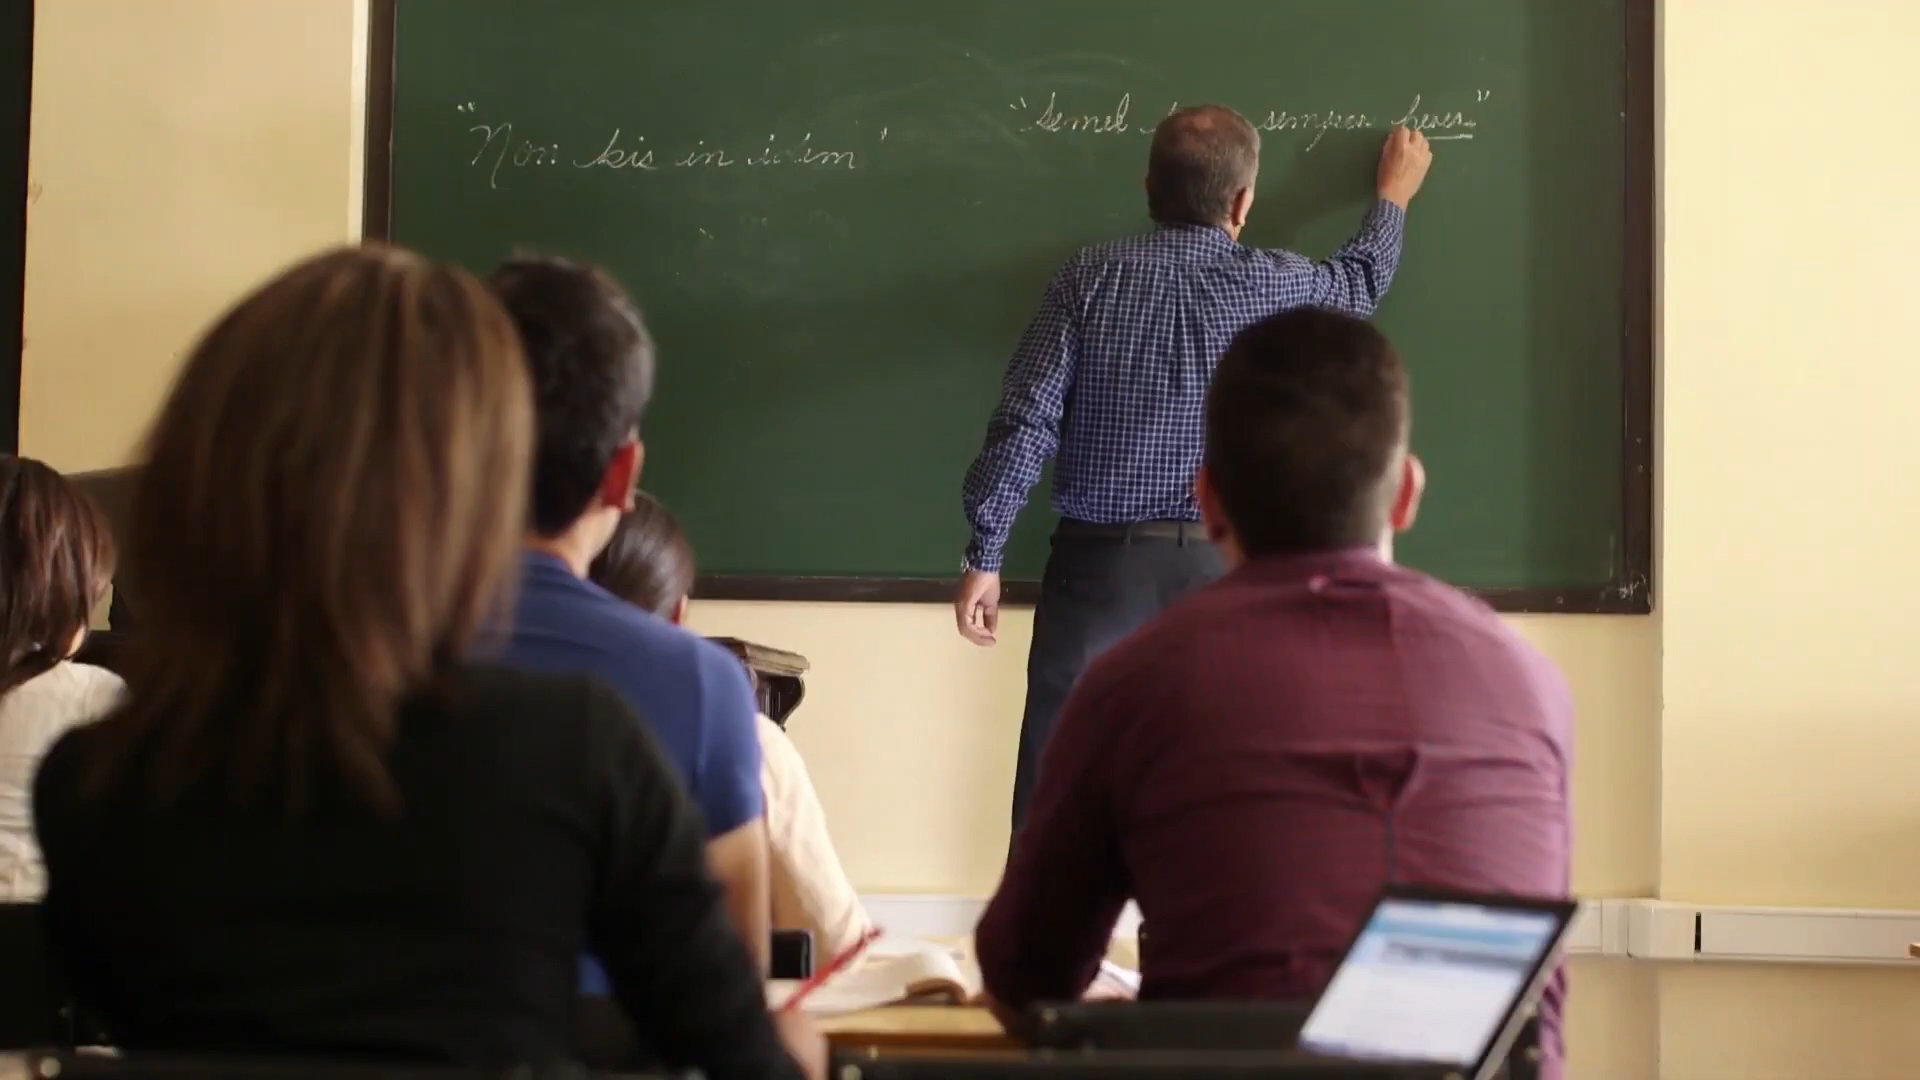 "Non bis in idem"
"Semel semper heres"